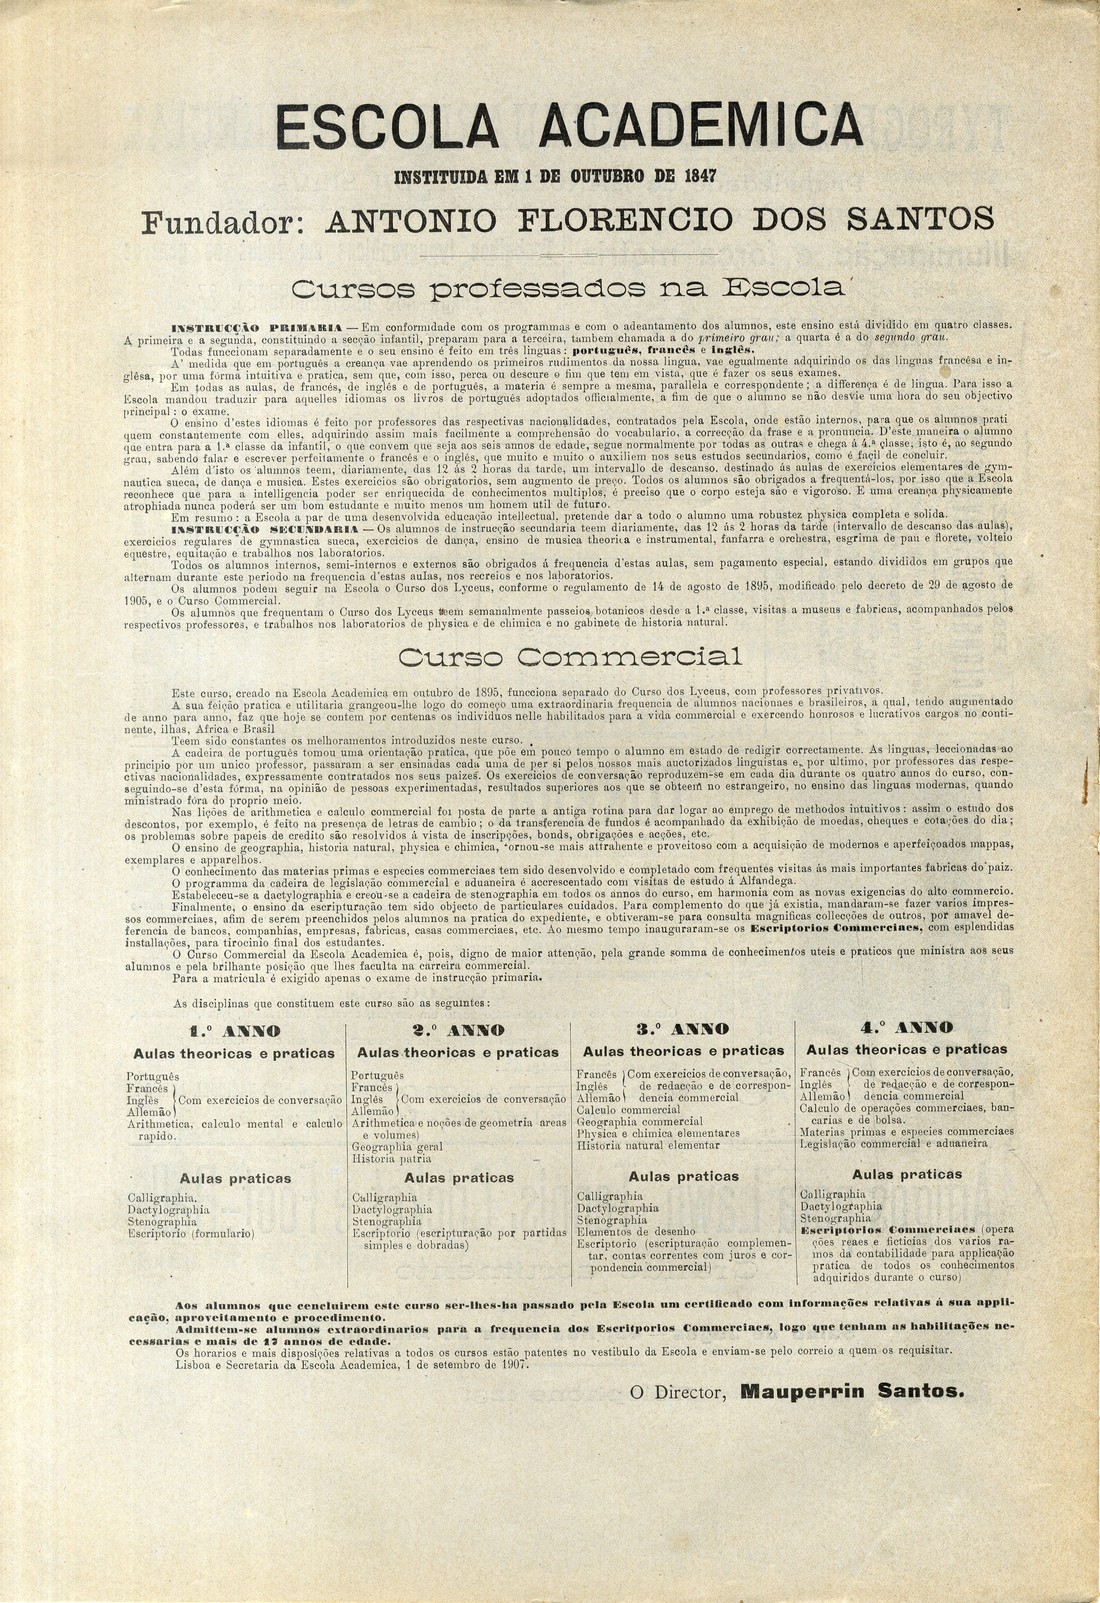 ESCOLA ACADEMICA
INSTITUIDA EM 1 DE OUTUBRO DE 1847
Fundador: ANTONIO FLORENCIO DOS SANTOS
Cursos professados na Escola
INSTRUCÇÃO PRIMARIA — Em conformidade com os programmas e com o adeantamento dos alumnos, este ensino está dividido em quatro classes.
A primeira e a segunda, constituindo a secção infantil, preparam para a terceira, tambem chamada a do primeiro grau; a quarta é a do segundo grau.
Todas funccionam separadamente e o seu ensino é feito em três linguas: português, francês e inglês.
A' medida que em português a creança vae aprendendo os primeiros rudimentos da nossa lingua, vae egualmente adquirindo os das linguas francêsa e in-
glêsa, por uma fórma intuitiva e pratica, sem que, com isso, perca ou descure o fim que tem em vista, que é fazer os seus exames.
Em todas as aulas, de francés, de inglês e de português, a materia é sempre a mesma, parallela e correspondente; a differença é de lingua. Para isso a
Escola mandou traduzir para aquelles idiomas os livros de português adoptados officialmente, a fim de que o alumno se não desvie uma hora do seu objectivo
principal: o exame.
O ensino d'estes idiomas é feito por professores das respectivas nacionalidades, contratados pela Escola, onde estão internos, para que os alumnos prati
quem constantemente com elles, adquirindo assim mais facilmente a comprehensão do vocabulario, a correcção da frase e a pronuncia. D'este maneira o alumno
que entra para a 1.ª classe da infantil, o que convem que seja aos seis annos de edade, segue normalmente por todas as outras e chega á 4.ª classe, isto é, ao segundo
grau, sabendo falar e escrever perfeitamente o francês e o inglês, que muito e muito o auxiliem nos seus estudos secundarios, como é facil de concluir.
Além d'isto os alumnos teem, diariamente, das 12 ás 2 horas da tarde, um intervallo de descanso, destinado ás aulas de exercicios elementares de gym-
nautica sueca, de dança e musica. Estes exercicios são obrigatorios, sem augmento de preço. Todos os alumnos são obrigados a frequentá-los, por isso que a Escola
reconhece que para a intelligencia poder ser enriquecida de conhecimentos multiplos, é preciso que o corpo esteja são e vigoroso. E uma creança physicamente
atrophiada nunca poderá ser um bom estudante e muito menos um homem util de futuro.
Em resumo: a Escola a par de uma desenvolvida educação intellectual, pretende dar a todo o alumno uma robustez physica completa e solida.
INSTRUCÇÃO SECUNDARIA — Os alumnos de instrucção secundaria teem diariamente, das 12 ás 2 horas da tarde (intervallo de descanso das aulas),
exercicios regulares de gymnastica sueca, exercicios de dança, ensino de musica theorica e instrumental, fanfarra e orchestra, esgrima de pau e florete, volteio
equestre, equitação e trabalhos nos laboratorios.
Todos os alumnos internos, semi-internos e externos são obrigados á frequencia d'estas aulas, sem pagamento especial, estando divididos em grupos que
alternam durante este periodo na frequencia d'estas aulas, nos recreios e nos laboratorios.
Os alumnos podem seguir na Escola o Curso dos Lyceus, conforme o regulamento de 14 de agosto de 1895, modificado pelo decreto de 29 de agosto de
1905, e o Curso Commercial.
Os alumnos que frequentam o Curso dos Lyceus teem semanalmente passeios botanicos desde a 1.ª classe, visitas a museus e fabricas, acompanhados pelos
respectivos professores, e trabalhos nos laboratorios de physica e de chimica e no gabinete de historia natural.
Curso Commercial
Este curso, creado na Escola Academica em outubro de 1895, funcciona separado do Curso dos Lyceus, com professores privativos.
A sua feição pratica e utilitaria grangeou-lhe logo do começo uma extraordinaria frequencia de alumnos nacionaes e brasileiros, a qual, tendo augmentado
de anno para anno, faz que hoje se contem por centenas os individuos nelle habilitados para a vida commercial e exercendo honrosos e lucrativos cargos no conti-
nente, ilhas, Africa e Brasil
Teem sido constantes os melhoramentos introduzidos neste curso.
A cadeira de português tomou uma orientação pratica, que põe em pouco tempo o alumno em estado de redigir correctamente. As linguas, leccionadas ao
principio por um unico professor, passaram a ser ensinadas cada uma de per si pelos nossos mais auctorizados linguistas e, por ultimo, por professores das respe-
ctivas nacionalidades, expressamente contratados nos seus paizes. Os exercicios de conversação reproduzem-se em cada dia durante os quatro annos do curso, con-
seguindo-se d'esta fórma, na opinião de pessoas experimentadas, resultados superiores aos que se obteem no estrangeiro, no ensino das linguas modernas, quando
ministrado fóra do proprio meio.
Nas lições de arithmetica e calculo commercial foi posta de parte a antiga rotina para dar logar ao emprego de methodos intuitivos: assim o estudo dos
descontos, por exemplo, é feito na presença de letras de cambio; o da transferencia de fundos é acompanhado da exhibição de moedas, cheques e cotações do dia;
os problemas sobre papeis de credito são resolvidos á vista de inscripções, bonds, obrigações e acções, etc.
O ensino de geographia, historia natural, physica e chimica, tornou-se mais attrahente e proveitoso com a acquisição de modernos e aperfeiçoados mappas,
exemplares e apparelhos.
O conhecimento das materias primas e especies commerciaes tem sido desenvolvido e completado com frequentes visitas ás mais importantes fabricas do paiz.
O programma da cadeira de legislação commercial e aduaneira é accrescentado com visitas de estudo á Alfandega.
Estabeleceu-se a dactylographia e creou-se a cadeira de stenographia em todos os annos do curso, em harmonia com as novas exigencias do alto commercio.
Finalmente, o ensino da escripturação tem sido objecto de particulares cuidados. Para complemento do que já existia, mandaram-se fazer varios impres-
sos commerciaes, afim de serem preenchidos pelos alumnos na pratica do expediente, e obtiveram-se para consulta magnificas collecções de outros, por amavel de-
ferencia de bancos, companhias, empresas, fabricas, casas commerciaes, etc. Ao mesmo tempo inauguraram-se os Escriptorios Commerciaes, com esplendidas
installações, para tirocinio final dos estudantes.
O Curso Commercial da Escola Academica é, pois, digno de maior attenção, pela grande somma de conhecimentos uteis e praticos que ministra aos seus
alumnos e pela brilhante posição que lhes faculta na carreira commercial.
Para a matricula é exigido apenas o exame de instrucção primaria.
As disciplinas que constituem este curso são as seguintes:
1.º ANNO
Aulas theoricas e praticas
Português
Francês
Inglês
Allemão
Com exercicios de conversação
Arithmetica, calculo mental e calculo
rapido.
Aulas praticas
Calligraphia.
Dactylographia
Stenographia
Escriptorio (formulario)
2.º ANNO
Aulas theoricas e praticas
Português
Francês
Inglês
Allemão
Com exercicios de conversação
Arithmetica e noções de geometria areas
e volumes)
Geographia geral
Historia patria
Aulas praticas
Calligraphia
Dactylographia
Stenographia
Escriptorio (escripturação por partidas
simples e dobradas)
3.º ANNO
Aulas theoricas e praticas
Francés
Inglés
Allemão
Com exercicios de conversação,
de redacção e de correspon-
dencia commercial
Calculo commercial
Geographia commercial
Physica e chimica elementares
Historia natural elementar
Aulas praticas
Calligraphia
Dactylographia
Stenographia
Elementos de desenho
Escriptorio (escripturação complemen-
tar, contas correntes com juros e cor-
pondencia commercial)
4.º ANNO
Aulas theoricas e praticas
Francés
Inglês
Allemão
Com exercicios de conversação,
de redacção e de correspon-
dencia commercial
Calculo de operações commerciaes, ban-
carias e de bolsa.
Materias primas e especies commerciaes
Legislação commercial e aduaneira
Aulas praticas
Calligraphia
Dactylographia
Stenographia
Escriptorios Commerciaes (opera
ções reaes e ficticias dos varios ra-
mos da contabilidade para applicação
pratica de todos os conhecimentos
adquiridos durante o curso)
Aos alumnos que concluirem este curso ser-lhes-ha passado pela Escola um certificado com informações relativas á sua appli-
cação, aproveitamento e procedimento.
Admittem-se alumnos extraordinarios para a frequencia dos Escritporios Commerciaes, logo que tenham as habilitações ne-
cessarias e mais de 17 annos de edade.
Os horarios e mais disposições relativas a todos os cursos estão patentes no vestibulo da Escola e enviam-se pelo correio a quem os requisitar.
Lisboa e Secretaria da Escola Academica, 1 de setembro de 1907.
O Director, Mauperrin Santos.